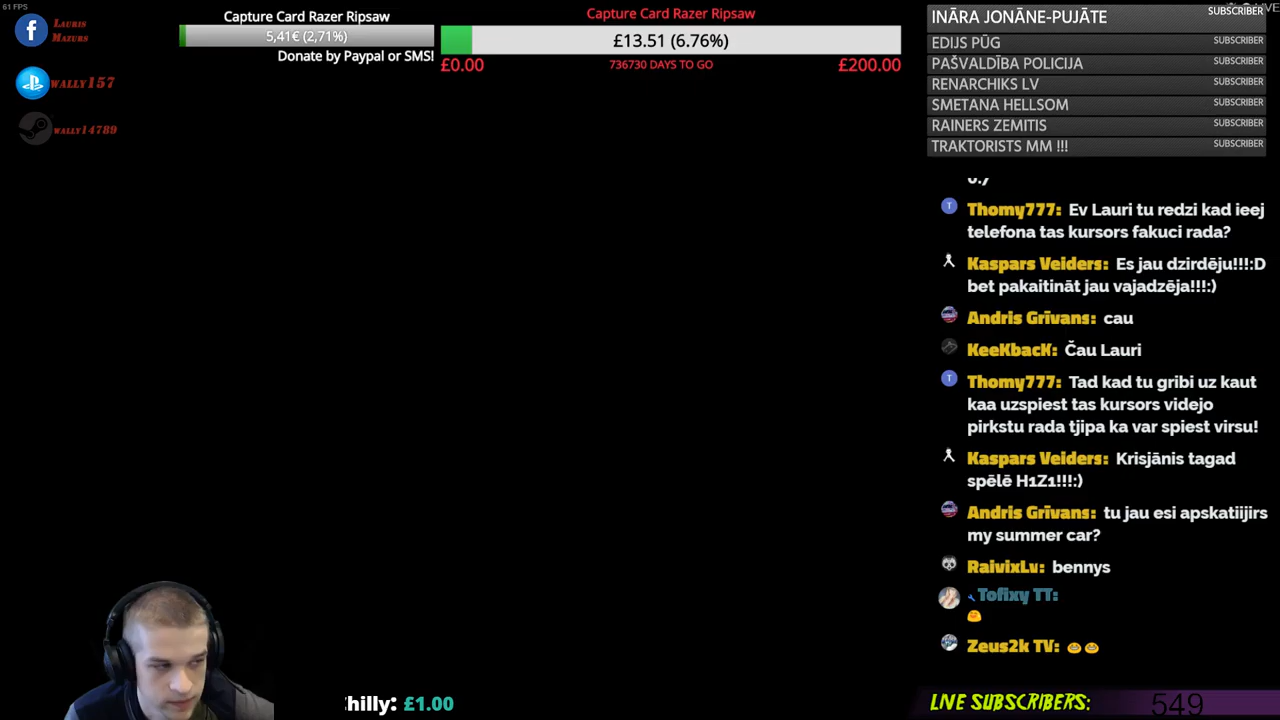 61 FPS
Lauris
Mazurs
wally157
wally14789
Capture Card Razer Ripsaw
5,41€ (2,71%)
Donate by Paypal or SMS!
Capture Card Razer Ripsaw
£13.51 (6.76%)
£0.00
736730 DAYS TO GO
£200.00
LIVE
INĀRA JONĀNE-PUJĀTE SUBSCRIBER
EDIJS PŪG SUBSCRIBER
PAŠVALDĪBA POLICIJA SUBSCRIBER
RENARCHIKS LV SUBSCRIBER
SMETANA HELLSOM SUBSCRIBER
RAINERS ZEMITIS SUBSCRIBER
TRAKTORISTS MM !!! SUBSCRIBER
T Thomy777: Ev Lauri tu redzi kad ieej
telefona tas kursors fakuci rada?
Kaspars Veiders: Es jau dzirdēju!!!:D
bet pakaitināt jau vajadzēja!!!:)
Andris Grīvans: cau
KeeKbacK: Čau Lauri
T Thomy777: Tad kad tu gribi uz kaut
kaa uzspiest tas kursors videjo
pirkstu rada tjipa ka var spiest virsu!
Kaspars Veiders: Krisjānis tagad
spēlē H1Z1!!!:)
Andris Grīvans: tu jau esi apskatiijirs
my summer car?
RaivixLv: bennys
Tofixy TT:
Zeus2k TV:
hilly: £1.00
LIVE SUBSCRIBERS: 549